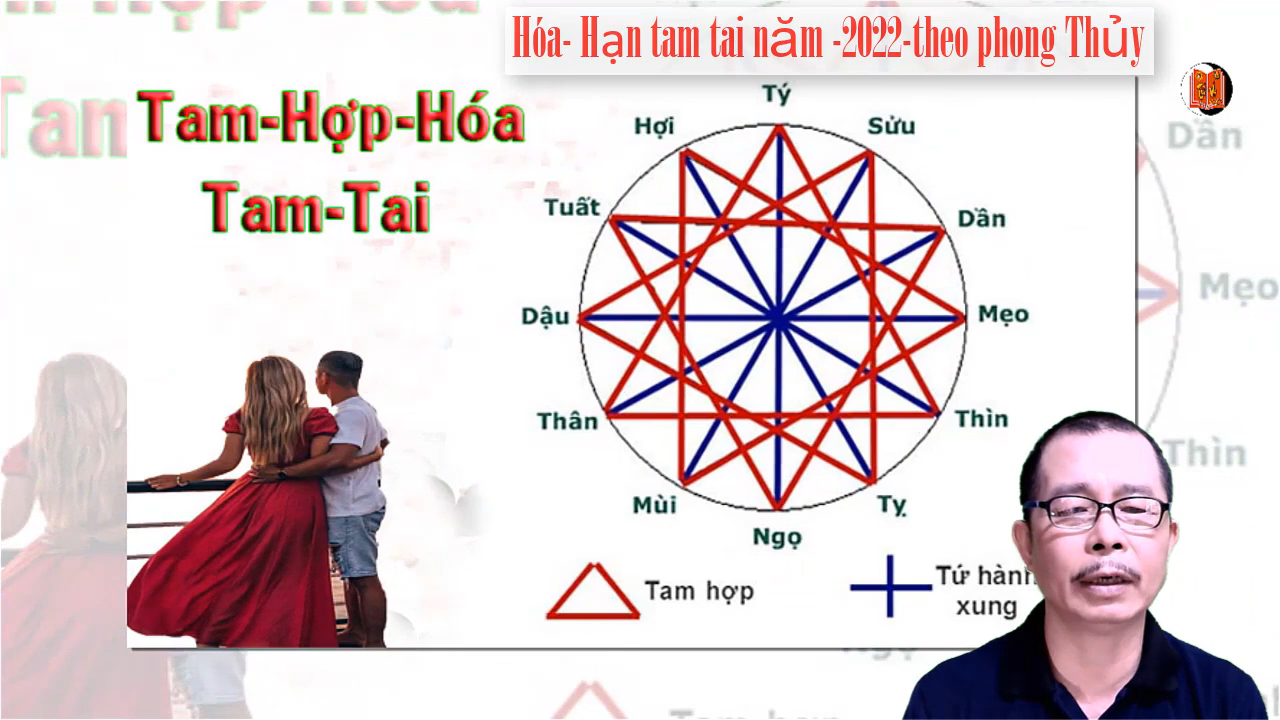 Hóa- Hạn tam tai năm -2022-theo phong Thủy
Tam-Hợp-Hóa
Tam-Tai
Tý
Hợi
Sửu
Tuất
Dần
Dậu
Mẹo
Thân
Thìn
Mùi
Tỵ
Ngọ
Tam hợp
Tứ hành
xung
Dần
Mẹo
Thìn